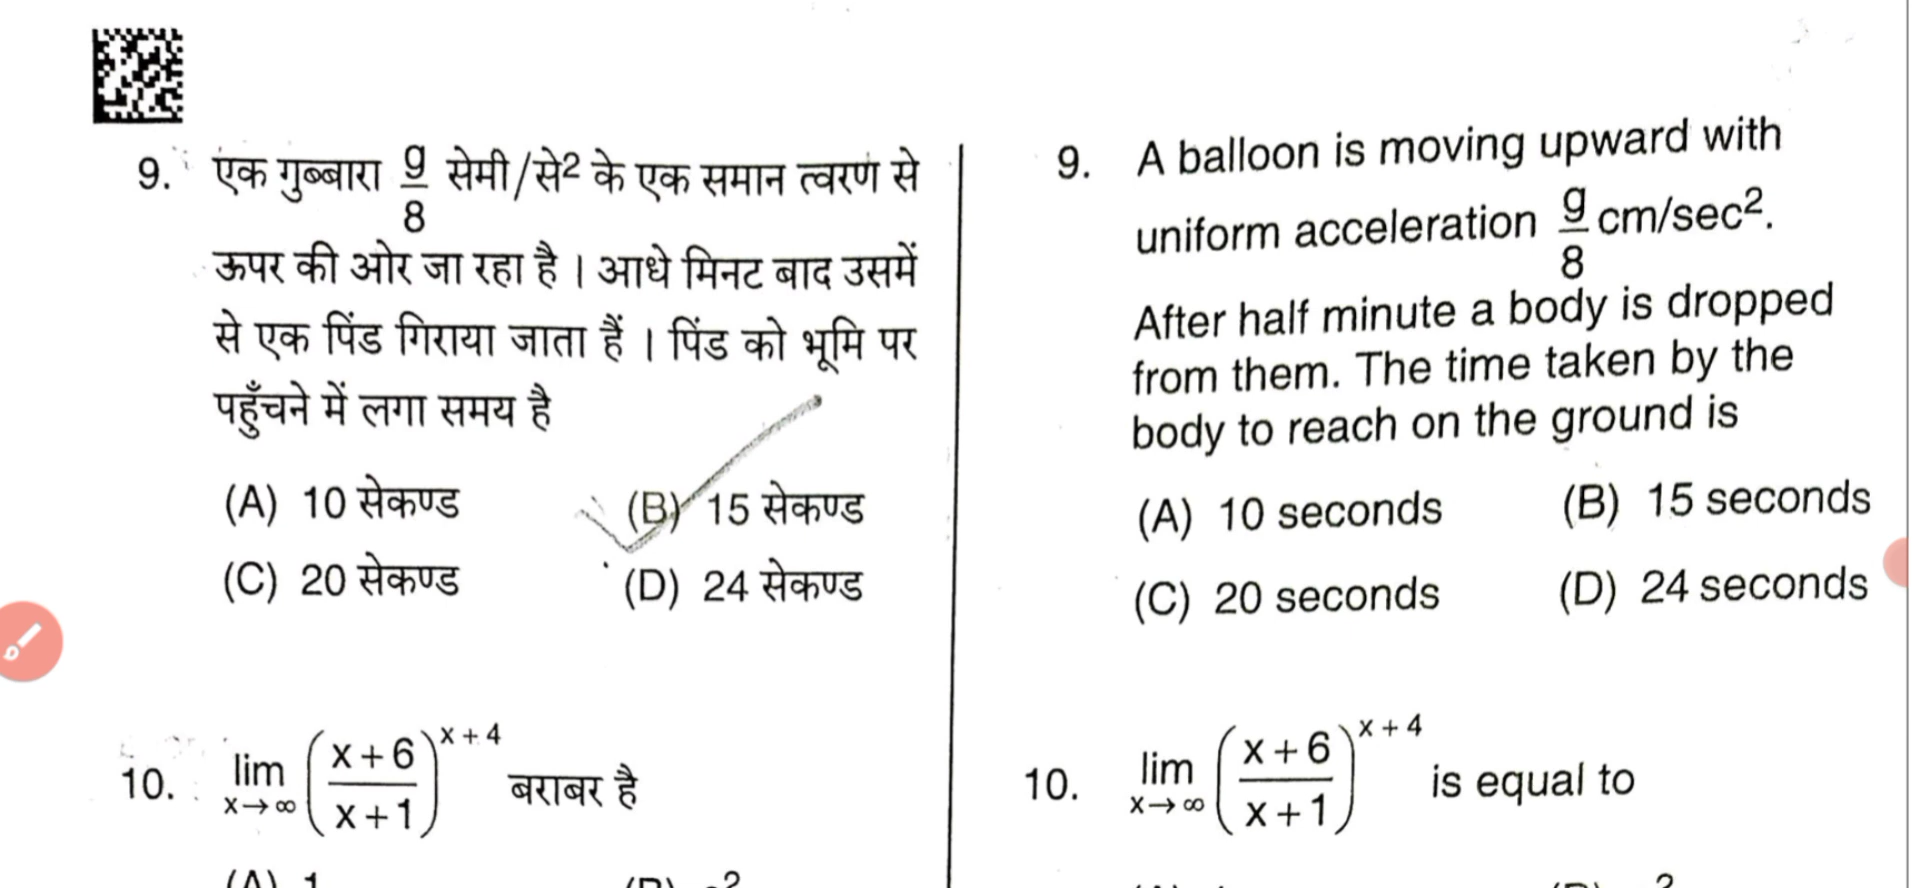 9. एक गुब्बारा g/8 सेमी/से² के एक समान त्वरण से
ऊपर की ओर जा रहा है । आधे मिनट बाद उसमें
से एक पिंड गिराया जाता हैं । पिंड को भूमि पर
पहुँचने में लगा समय है
(A) 10 सेकण्ड (B) 15 सेकण्ड
(C) 20 सेकण्ड (D) 24 सेकण्ड
10. lim x→∞ ((x+6)/(x+1))^(x+4) बराबर है
9. A balloon is moving upward with
uniform acceleration g/8 cm/sec².
After half minute a body is dropped
from them. The time taken by the
body to reach on the ground is
(A) 10 seconds (B) 15 seconds
(C) 20 seconds (D) 24 seconds
10. lim x→∞ ((x+6)/(x+1))^(x+4) is equal to